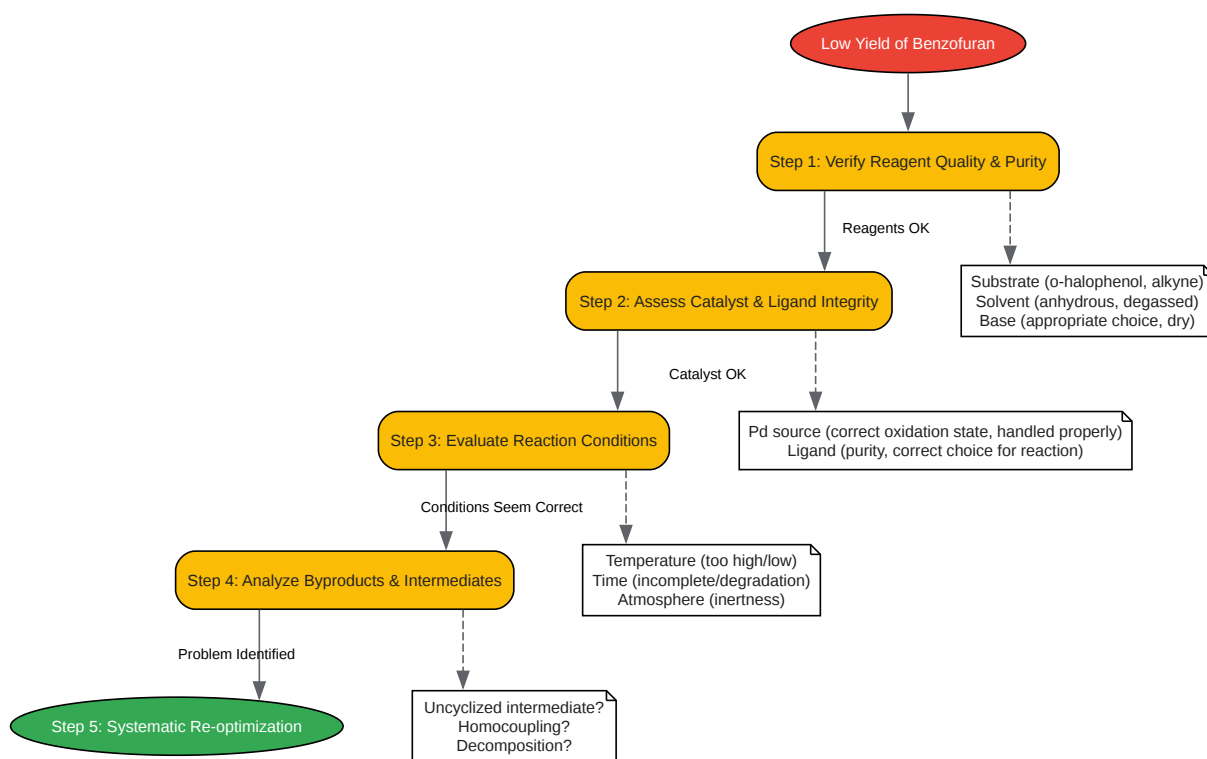 Low Yield of Benzofuran
Step 1: Verify Reagent Quality & Purity
Reagents OK
Substrate (o-halophenol, alkyne)
Solvent (anhydrous, degassed)
Base (appropriate choice, dry)
Step 2: Assess Catalyst & Ligand Integrity
Catalyst OK
Pd source (correct oxidation state, handled properly)
Ligand (purity, correct choice for reaction)
Step 3: Evaluate Reaction Conditions
Conditions Seem Correct
Temperature (too high/low)
Time (incomplete/degradation)
Atmosphere (inertness)
Step 4: Analyze Byproducts & Intermediates
Problem Identified
Uncyclized intermediate?
Homocoupling?
Decomposition?
Step 5: Systematic Re-optimization